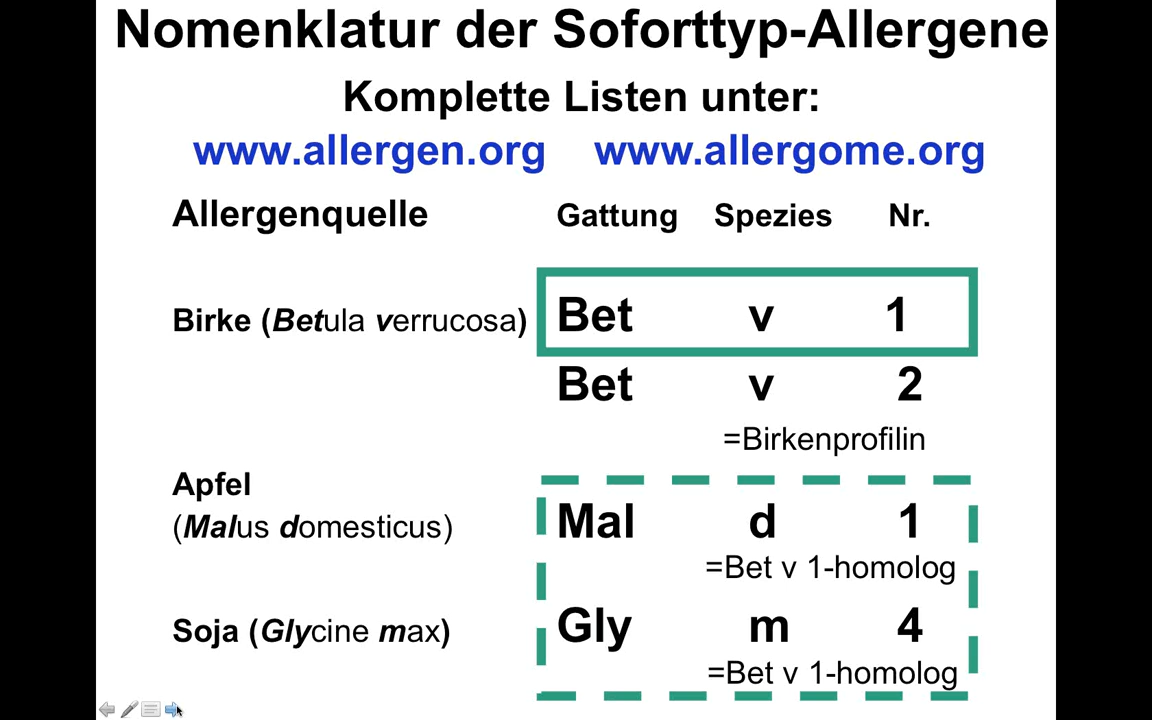 Nomenklatur der Soforttyp-Allergene
Komplette Listen unter:
www.allergen.org www.allergome.org
Allergenquelle Gattung Spezies Nr.
Birke (Betula verrucosa) Bet v 1
Bet v 2
=Birkenprofilin
Apfel
(Malus domesticus) Mal d 1
=Bet v 1-homolog
Soja (Glycine max) Gly m 4
=Bet v 1-homolog